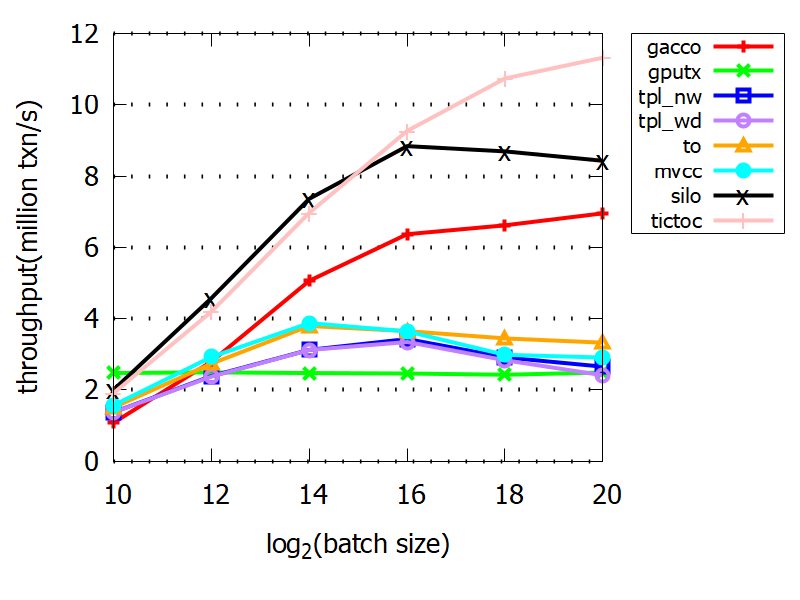 throughput(million txn/s)
12
10
8
6
4
2
0
10 12 14 16 18 20
log₂(batch size)
gacco
gputx
tpl_nw
tpl_wd
to
mvcc
silo
tictoc